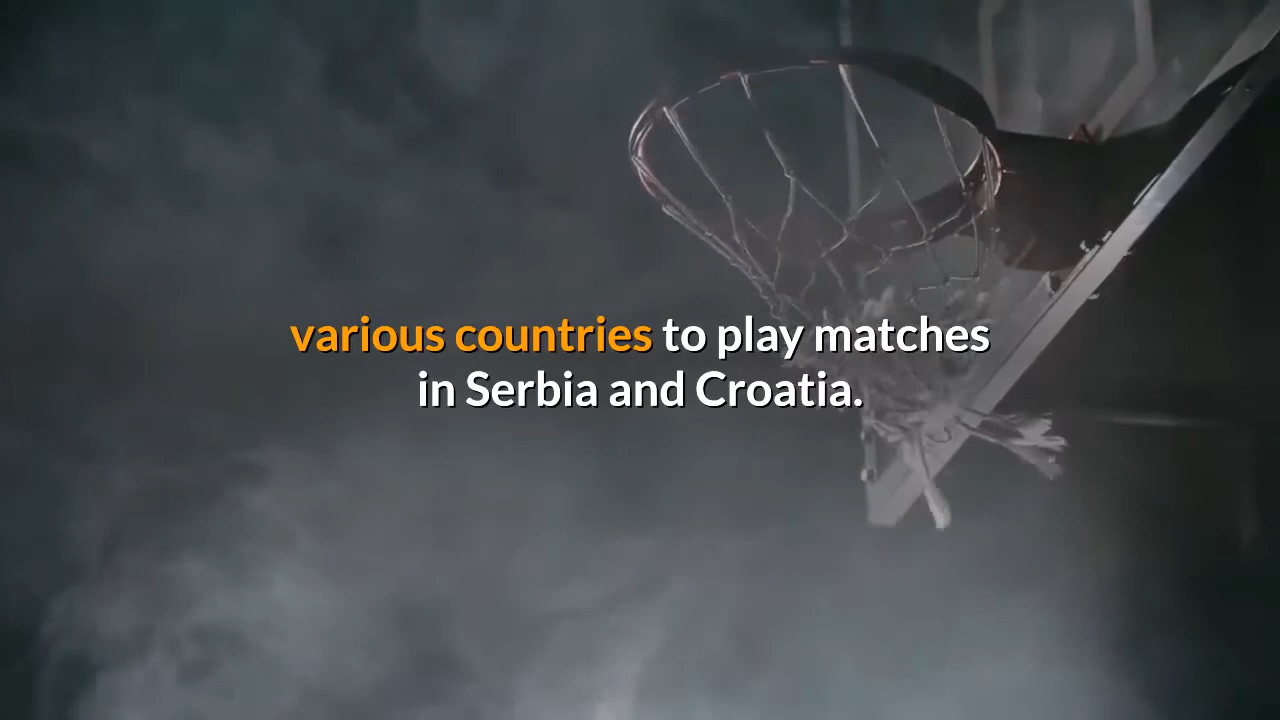 various countries to play matches
in Serbia and Croatia.